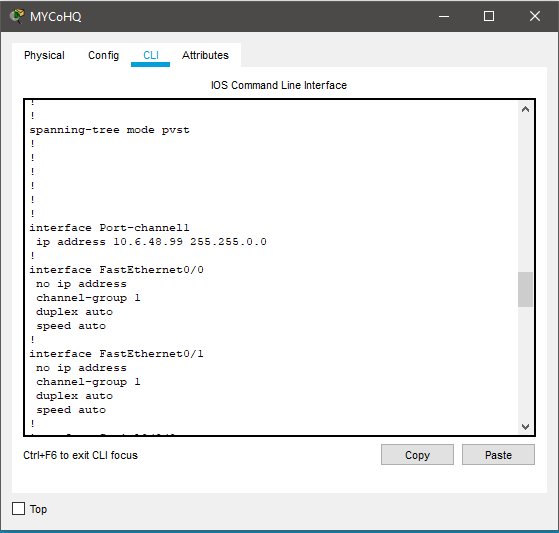 MYCoHQ
Physical Config CLI Attributes
IOS Command Line Interface
!
!
spanning-tree mode pvst
!
!
!
!
!
!
interface Port-channel1
 ip address 10.6.48.99 255.255.0.0
!
interface FastEthernet0/0
 no ip address
 channel-group 1
 duplex auto
 speed auto
!
interface FastEthernet0/1
 no ip address
 channel-group 1
 duplex auto
 speed auto
!
Ctrl+F6 to exit CLI focus
Copy Paste
Top